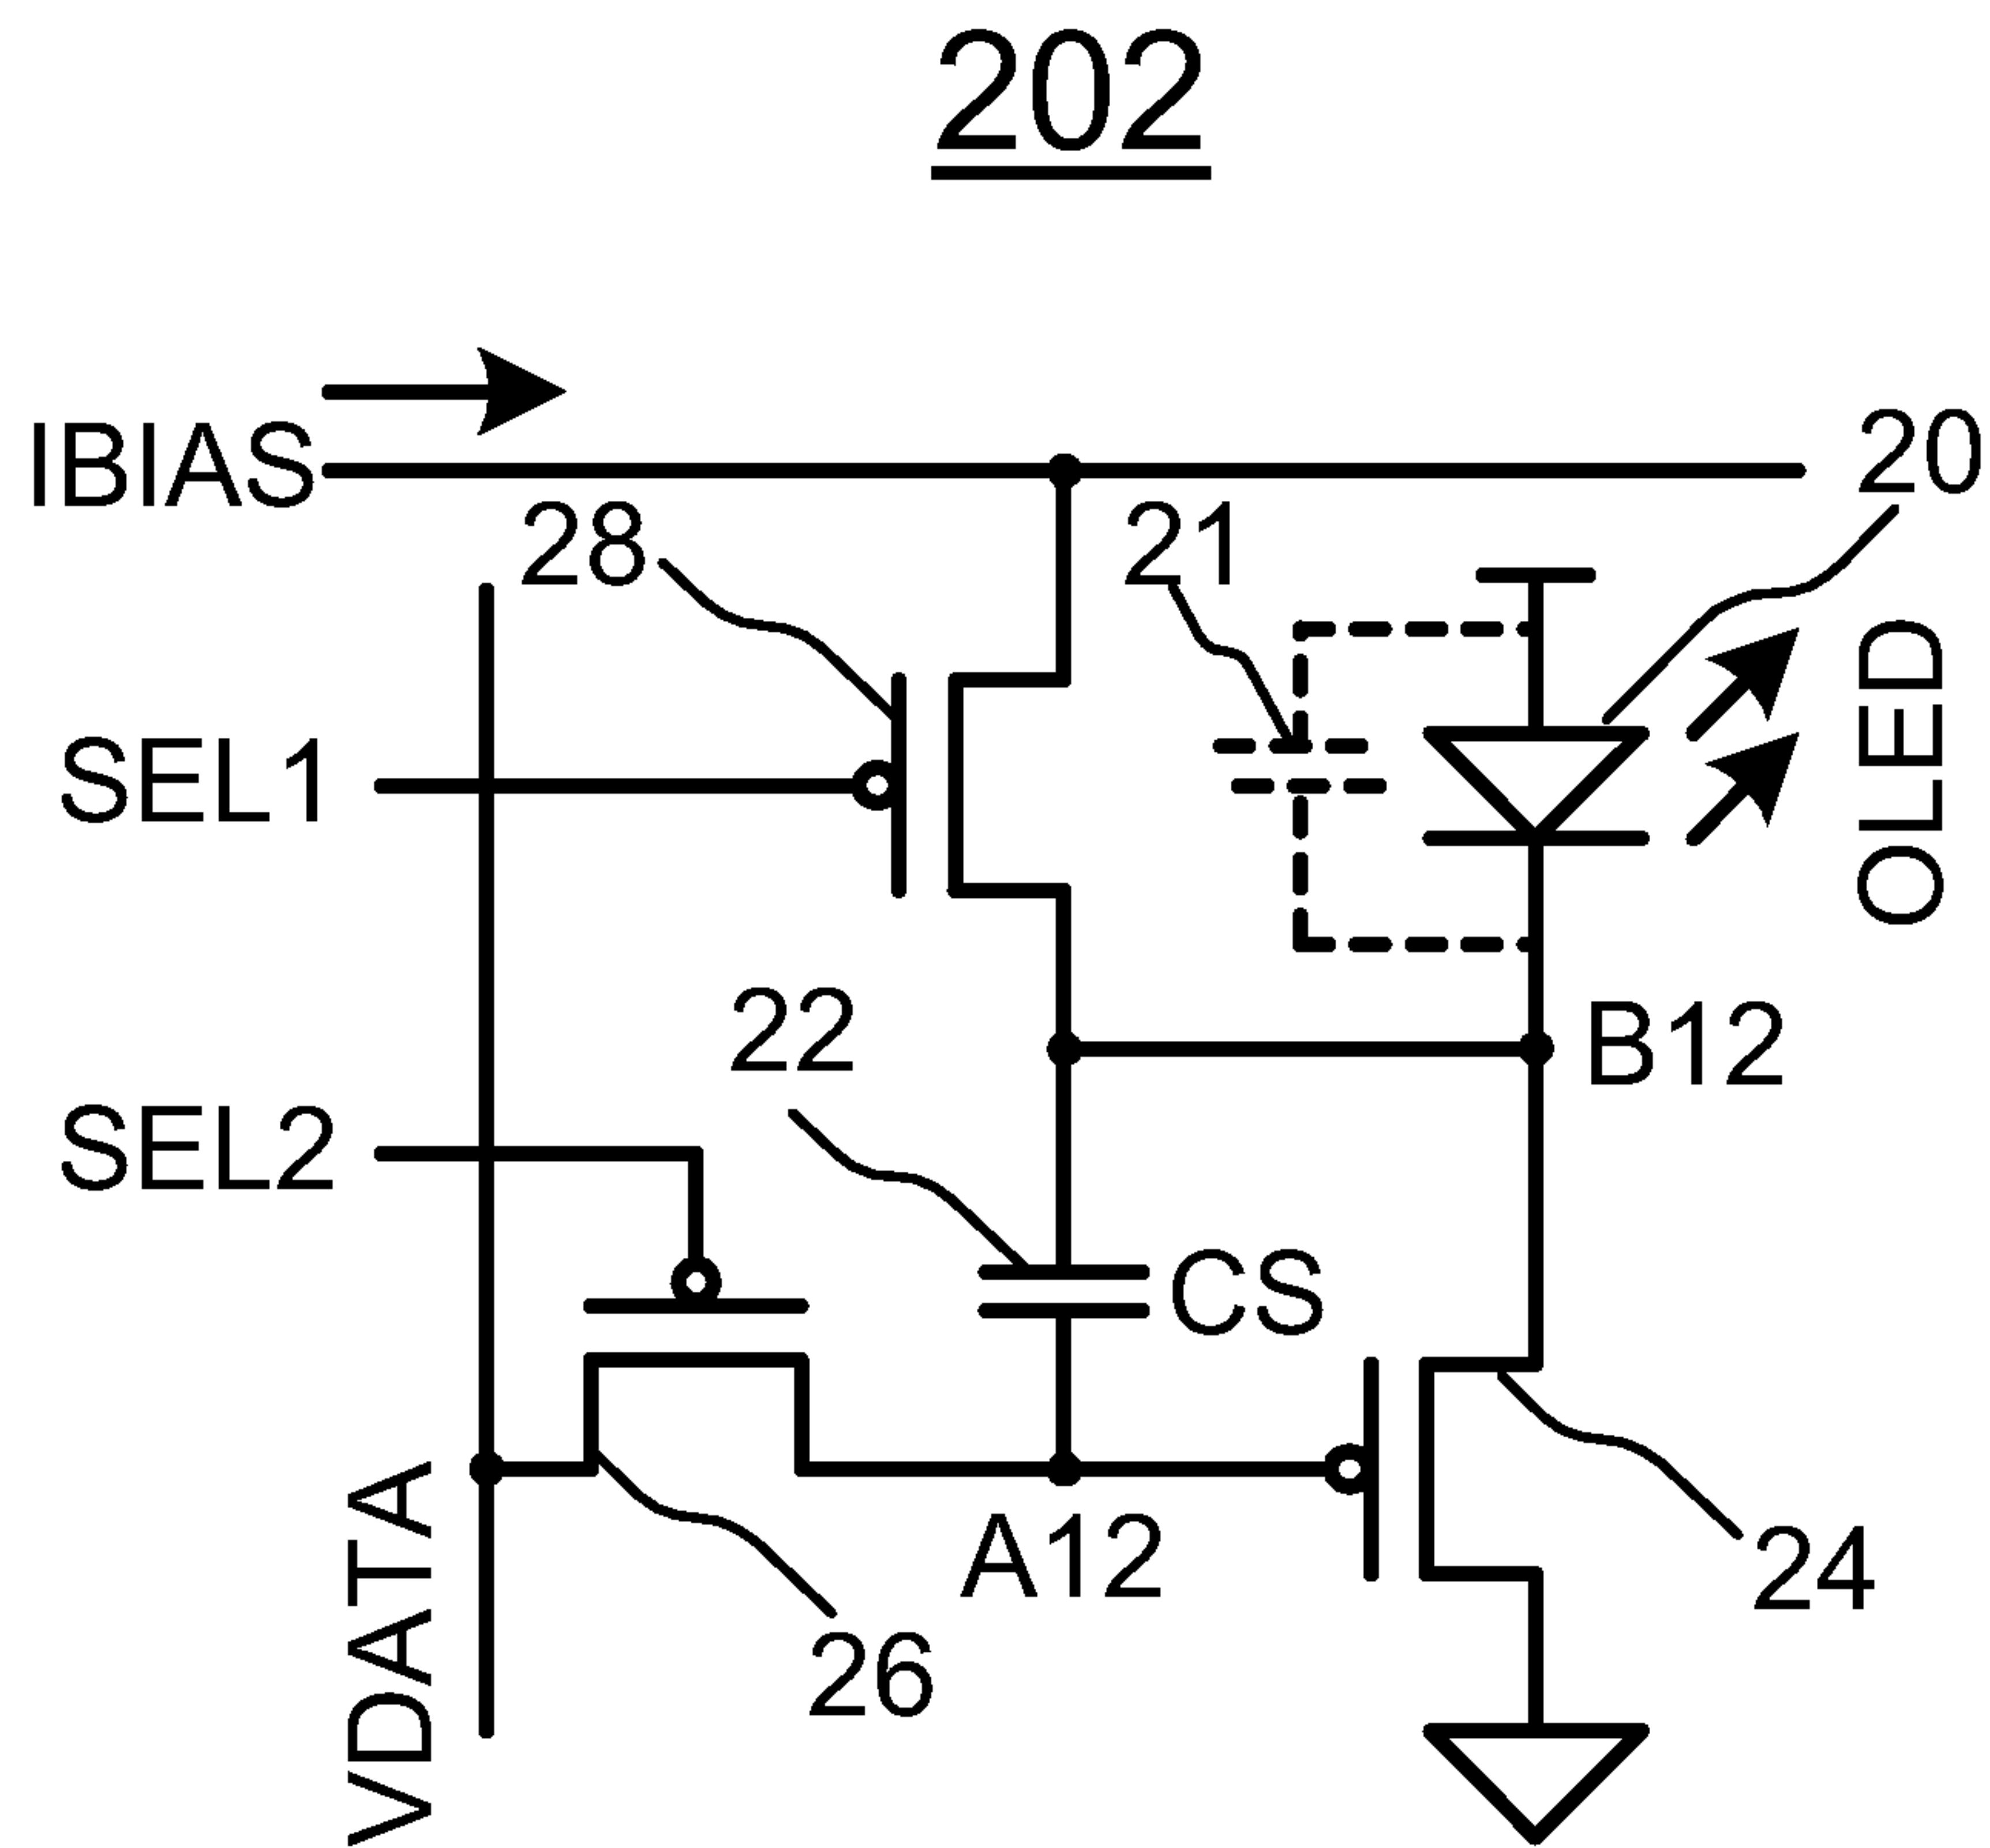 202
IBIAS
20
28
21
OLED
SEL1
22
B12
SEL2
CS
A12
24
26
VDATA